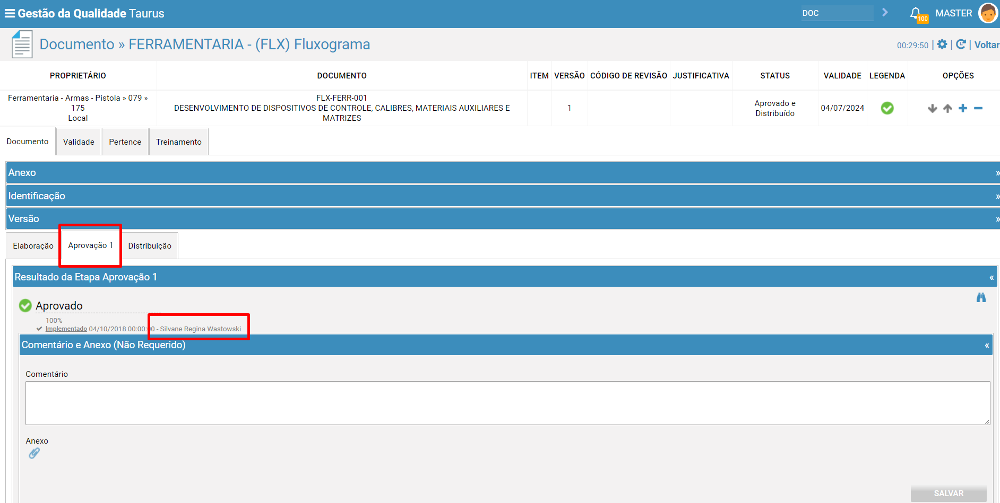 Gestão da Qualidade Taurus
DOC
100
MASTER
Documento » FERRAMENTARIA - (FLX) Fluxograma
00:29:50 | | | Voltar
PROPRIETÁRIO DOCUMENTO ITEM VERSÃO CÓDIGO DE REVISÃO JUSTIFICATIVA STATUS VALIDADE LEGENDA OPÇÕES
Ferramentaria - Armas - Pistola » 079 »
175
Local
FLX-FERR-001
DESENVOLVIMENTO DE DISPOSITIVOS DE CONTROLE, CALIBRES, MATERIAIS AUXILIARES E
MATRIZES
1
Aprovado e
Distribuído
04/07/2024
Documento Validade Pertence Treinamento
Anexo »
Identificação »
Versão »
Elaboração Aprovação 1 Distribuição
Resultado da Etapa Aprovação 1 «
Aprovado
100%
Implementado 04/10/2018 00:00:00 - Silvane Regina Wastowski
Comentário e Anexo (Não Requerido) «
Comentário
Anexo
SALVAR